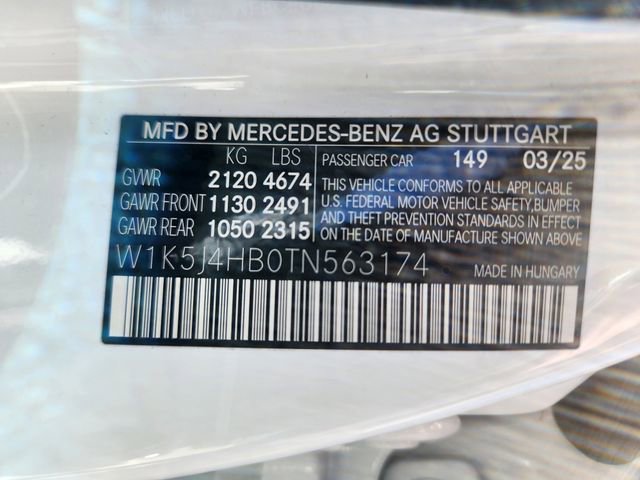 MFD BY MERCEDES-BENZ AG STUTTGART
KG LBS
GVWR 2120 4674
GAWR FRONT 1130 2491
GAWR REAR 1050 2315
PASSENGER CAR 149 03/25
THIS VEHICLE CONFORMS TO ALL APPLICABLE
U.S. FEDERAL MOTOR VEHICLE SAFETY, BUMPER
AND THEFT PREVENTION STANDARDS IN EFFECT
ON DATE OF MANUFACTURE SHOWN ABOVE.
W1K5J4HB0TN563174
MADE IN HUNGARY